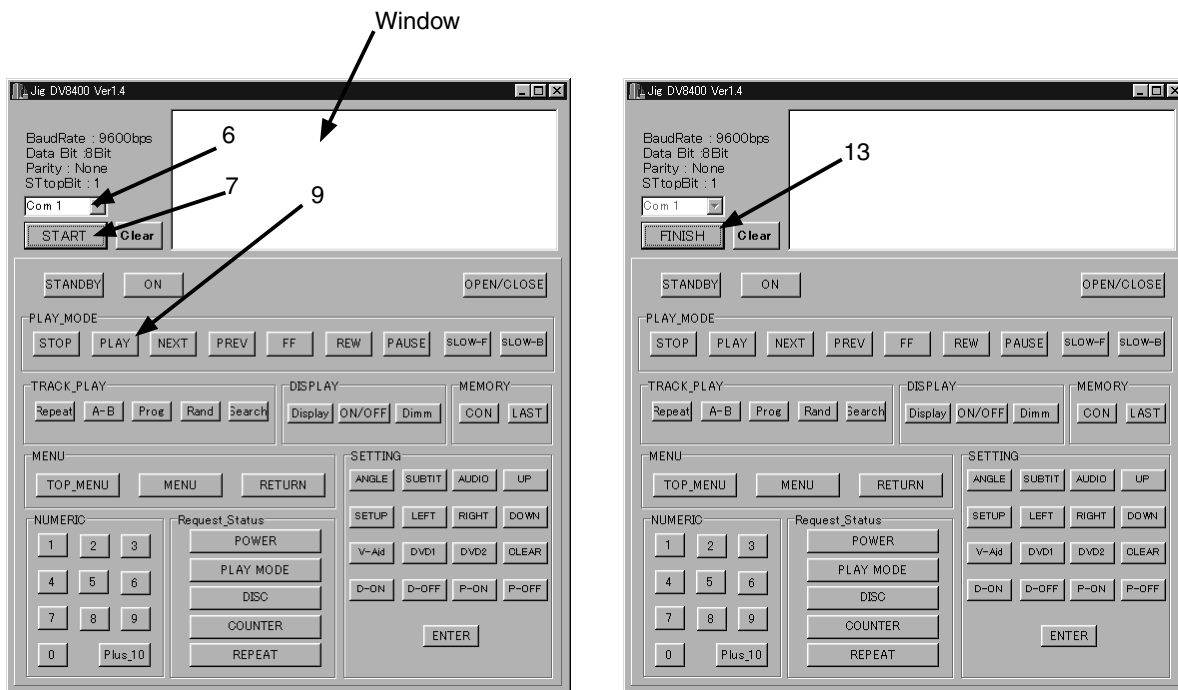 Window
Jig DV8400 Ver1.4
BaudRate : 9600bps
Data Bit :8Bit
Parity : None
STtopBit : 1
Com 1
START
Clear
6
7
9
STANDBY ON OPEN/CLOSE
PLAY_MODE
STOP PLAY NEXT PREV FF REW PAUSE SLOW-F SLOW-B
TRACK_PLAY
Repeat A-B Prog Rand Search
DISPLAY
Display ON/OFF Dimm
MEMORY
CON LAST
MENU
TOP_MENU MENU RETURN
NUMERIC
1 2 3
4 5 6
7 8 9
0 Plus_10
Request_Status
POWER
PLAY MODE
DISC
COUNTER
REPEAT
SETTING
ANGLE SUBTIT AUDIO UP
SETUP LEFT RIGHT DOWN
V-Ajd DVD1 DVD2 CLEAR
D-ON D-OFF P-ON P-OFF
ENTER
Jig DV8400 Ver1.4
BaudRate : 9600bps
Data Bit :8Bit
Parity : None
STtopBit : 1
Com 1
FINISH
Clear
13
STANDBY ON OPEN/CLOSE
PLAY_MODE
STOP PLAY NEXT PREV FF REW PAUSE SLOW-F SLOW-B
TRACK_PLAY
Repeat A-B Prog Rand Search
DISPLAY
Display ON/OFF Dimm
MEMORY
CON LAST
MENU
TOP_MENU MENU RETURN
NUMERIC
1 2 3
4 5 6
7 8 9
0 Plus_10
Request_Status
POWER
PLAY MODE
DISC
COUNTER
REPEAT
SETTING
ANGLE SUBTIT AUDIO UP
SETUP LEFT RIGHT DOWN
V-Ajd DVD1 DVD2 CLEAR
D-ON D-OFF P-ON P-OFF
ENTER